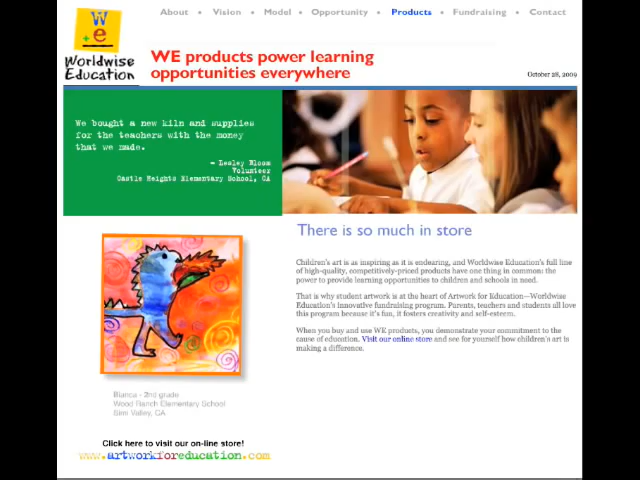 About • Vision • Model • Opportunity • Products • Fundraising • Contact
W
+e
Worldwise
Education
WE products power learning
opportunities everywhere
October 28, 2009
We bought a new kiln and supplies
for the teachers with the money
that we made.
— Lesley Bloom
Volunteer
Castle Heights Elementary School, CA
There is so much in store
Children's art is as inspiring as it is endearing, and Worldwise Education's full line
of high-quality, competitively-priced products have one thing in common: the
power to provide learning opportunities to children and schools in need.
That is why student artwork is at the heart of Artwork for Education—Worldwise
Education's innovative fundraising program. Parents, teachers and students all love
this program because it's fun, it fosters creativity and self-esteem.
When you buy and use WE products, you demonstrate your commitment to the
cause of education. Visit our online store and see for yourself how children's art is
making a difference.
Bianca - 2nd grade
Wood Ranch Elementary School
Simi Valley, CA
Click here to visit our on-line store!
www.artworkforeducation.com